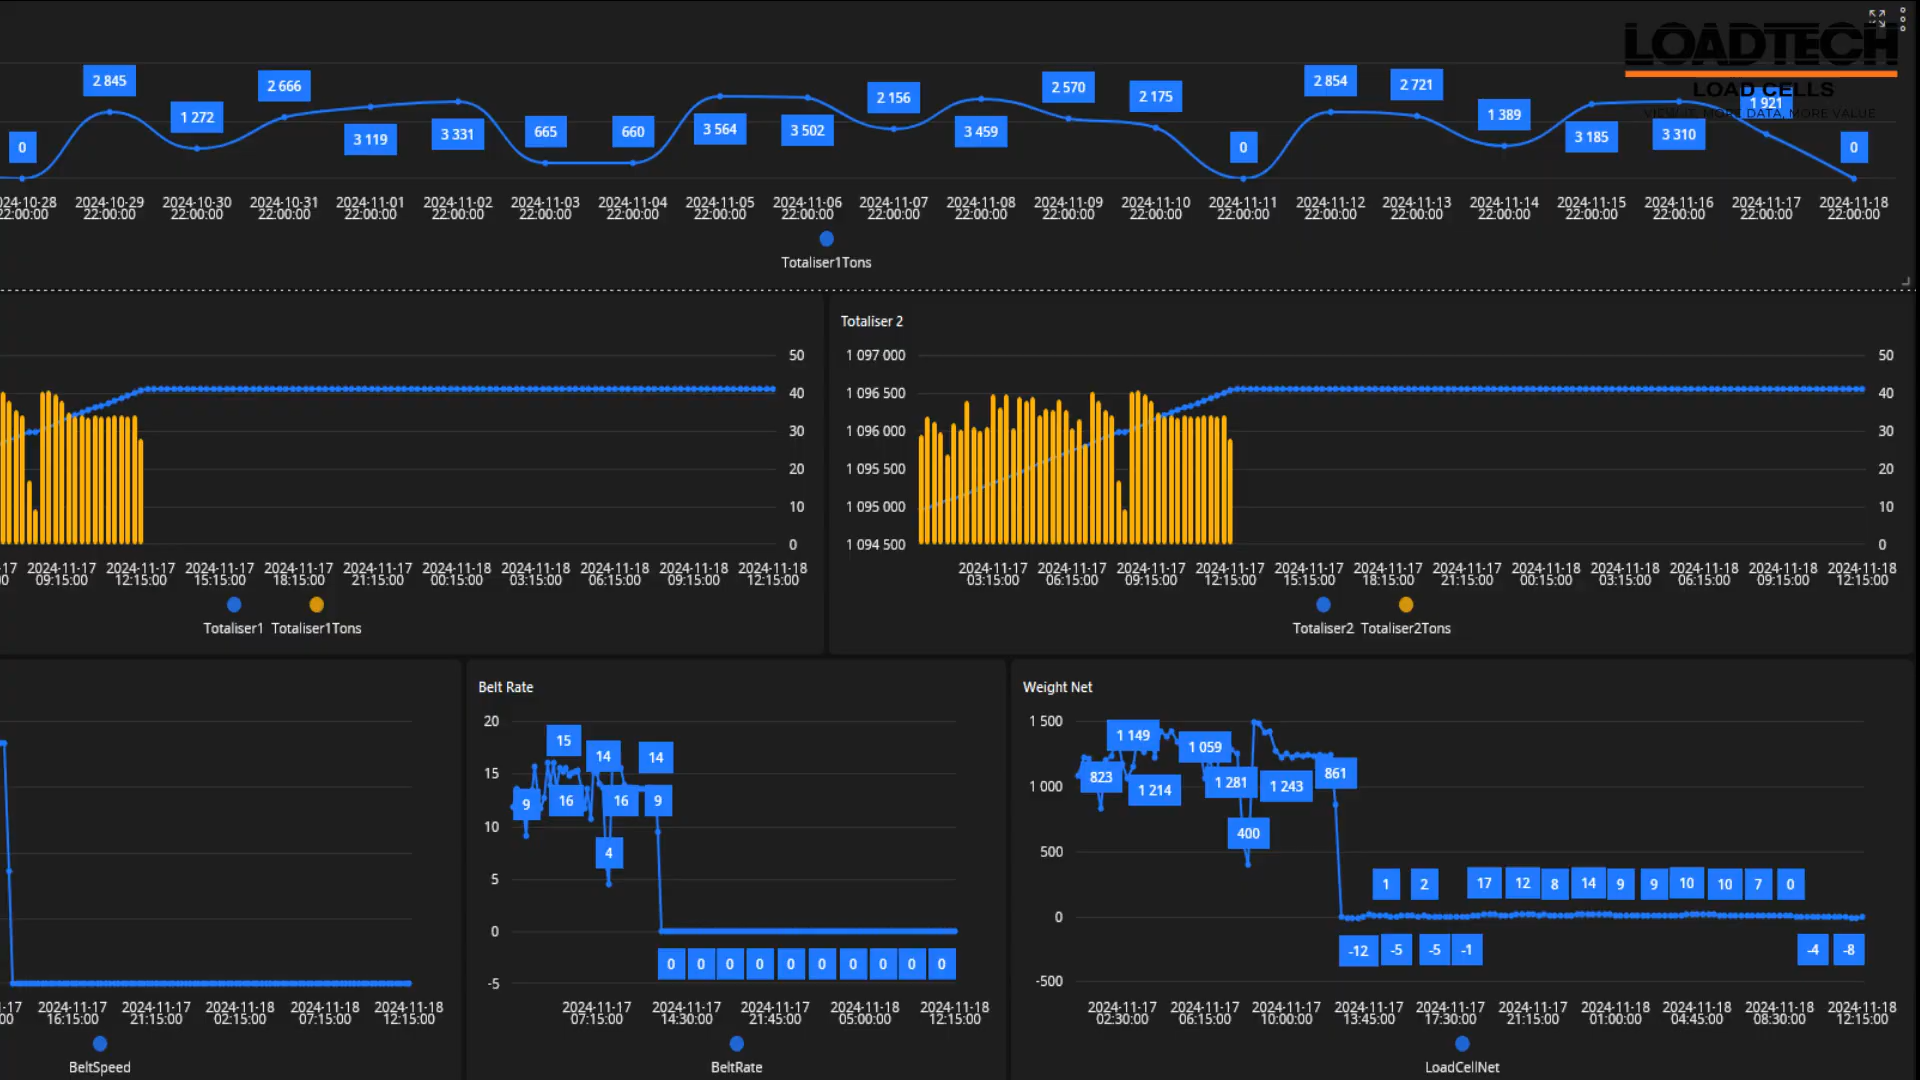 LOADTECH
LOAD CELLS
VIEW IT. MORE DATA, MORE VALUE
2 845
1 272
2 666
3 119
3 331
665
660
3 564
3 502
2 156
3 459
2 570
2 175
0
2 854
2 721
1 389
3 185
3 310
1 921
0
0
24-10-28 2024-10-29 2024-10-30 2024-10-31 2024-11-01 2024-11-02 2024-11-03 2024-11-04 2024-11-05 2024-11-06 2024-11-07 2024-11-08 2024-11-09 2024-11-10 2024-11-11 2024-11-12 2024-11-13 2024-11-14 2024-11-15 2024-11-16 2024-11-17 2024-11-18
22:00:00 22:00:00 22:00:00 22:00:00 22:00:00 22:00:00 22:00:00 22:00:00 22:00:00 22:00:00 22:00:00 22:00:00 22:00:00 22:00:00 22:00:00 22:00:00 22:00:00 22:00:00 22:00:00 22:00:00 22:00:00 22:00:00
Totaliser1Tons
50
40
30
20
10
0
17 2024-11-17 2024-11-17 2024-11-17 2024-11-17 2024-11-17 2024-11-18 2024-11-18 2024-11-18 2024-11-18 2024-11-18
0 09:15:00 12:15:00 15:15:00 18:15:00 21:15:00 00:15:00 03:15:00 06:15:00 09:15:00 12:15:00
Totaliser1 Totaliser1Tons
Totaliser 2
1 097 000 50
1 096 500 40
1 096 000 30
1 095 500 20
1 095 000 10
1 094 500 0
2024-11-17 2024-11-17 2024-11-17 2024-11-17 2024-11-17 2024-11-17 2024-11-17 2024-11-18 2024-11-18 2024-11-18 2024-11-18 2024-11-18
03:15:00 06:15:00 09:15:00 12:15:00 15:15:00 18:15:00 21:15:00 00:15:00 03:15:00 06:15:00 09:15:00 12:15:00
Totaliser2 Totaliser2Tons
-17 2024-11-17 2024-11-17 2024-11-18 2024-11-18 2024-11-18
00 16:15:00 21:15:00 02:15:00 07:15:00 12:15:00
BeltSpeed
Belt Rate
20
15
10
5
0
-5
15
14
14
9
16
16
9
4
0 0 0 0 0 0 0 0 0 0
2024-11-17 2024-11-17 2024-11-17 2024-11-18 2024-11-18
07:15:00 14:30:00 21:45:00 05:00:00 12:15:00
BeltRate
Weight Net
1 500
1 000
500
0
-500
1 149
1 059
823
1 214
1 281
1 243
861
400
1 2 17 12 8 14 9 9 10 10 7 0
-12 -5 -5 -1 -4 -8
2024-11-17 2024-11-17 2024-11-17 2024-11-17 2024-11-17 2024-11-17 2024-11-18 2024-11-18 2024-11-18 2024-11-18
02:30:00 06:15:00 10:00:00 13:45:00 17:30:00 21:15:00 01:00:00 04:45:00 08:30:00 12:15:00
LoadCellNet